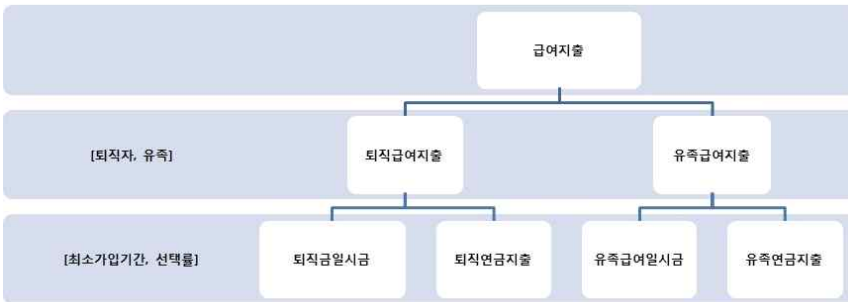 급여지출
[퇴직자, 유족]
퇴직급여지출
유족급여지출
[최소가입기간, 선택률]
퇴직금일시금
퇴직연금지출
유족급여일시금
유족연금지출